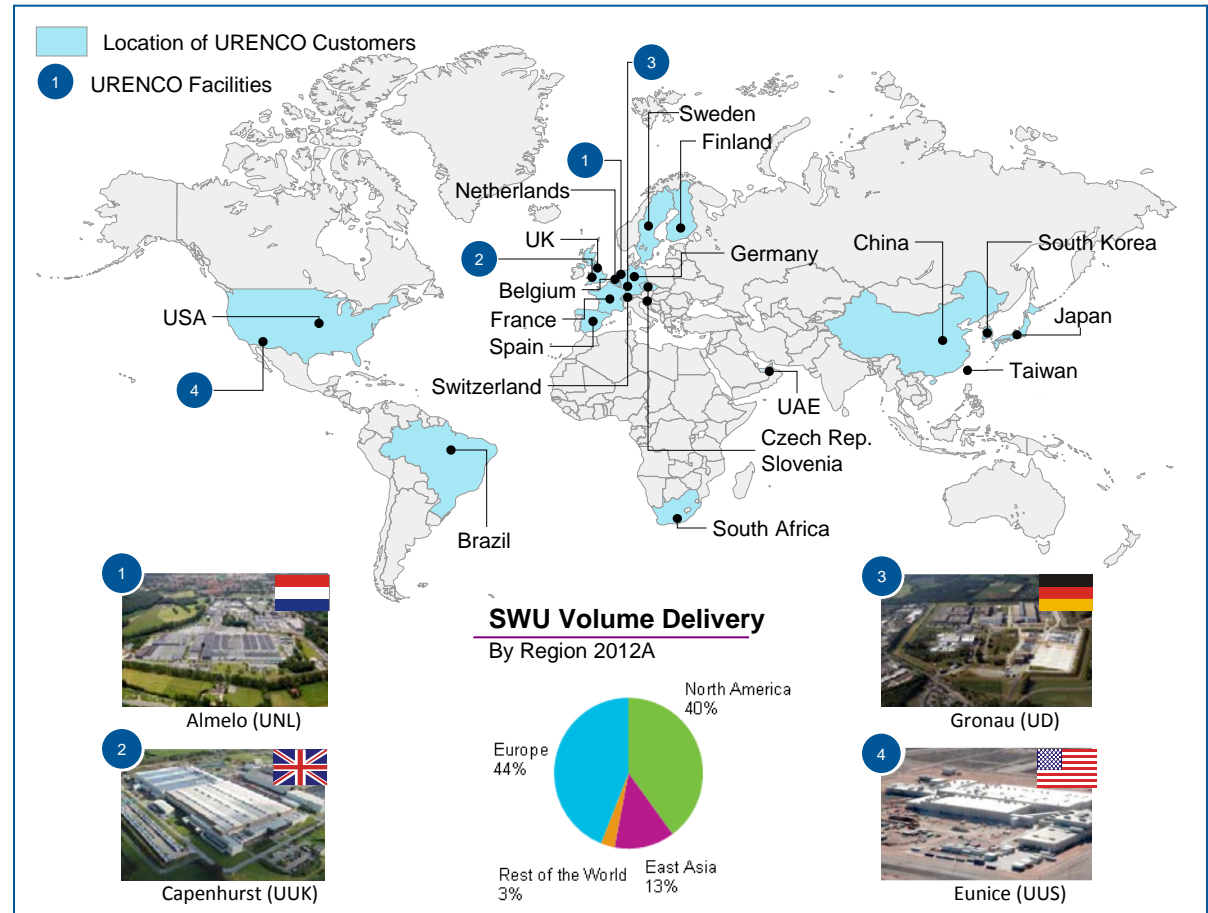 Location of URENCO Customers
1
URENCO Facilities
3
Sweden
Finland
1
Netherlands
UK
2
Germany
China
South Korea
Belgium
USA
France
Japan
Spain
Taiwan
Switzerland
4
UAE
Czech Rep.
Slovenia
South Africa
Brazil
1
Almelo (UNL)
2
Capenhurst (UUK)
SWU Volume Delivery
By Region 2012A
North America
40%
Europe
44%
Rest of the World
3%
East Asia
13%
3
Gronau (UD)
4
Eunice (UUS)